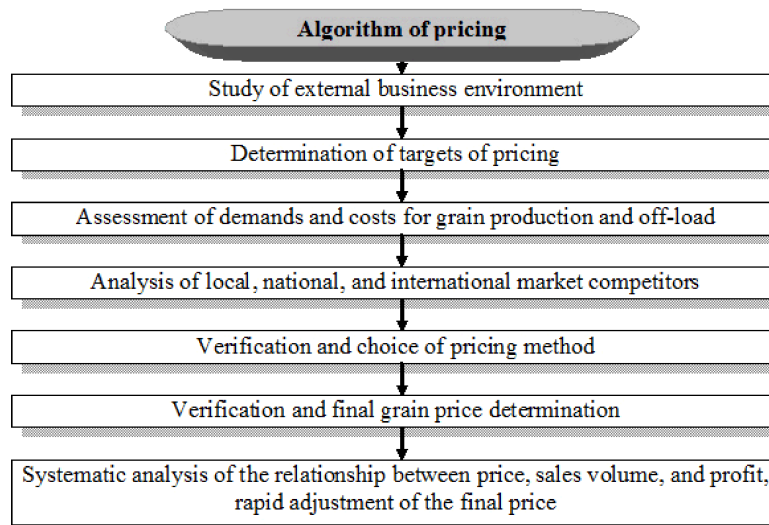 Algorithm of pricing
Study of external business environment
Determination of targets of pricing
Assessment of demands and costs for grain production and off-load
Analysis of local, national, and international market competitors
Verification and choice of pricing method
Verification and final grain price determination
Systematic analysis of the relationship between price, sales volume, and profit,
rapid adjustment of the final price